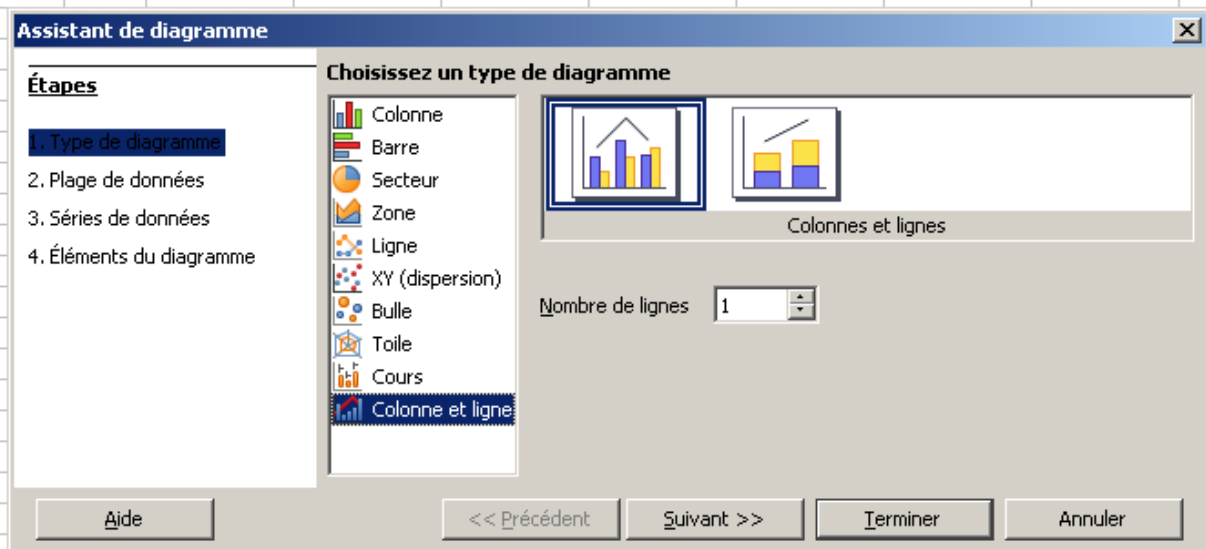 Assistant de diagramme
Étapes
1. Type de diagramme
2. Plage de données
3. Séries de données
4. Éléments du diagramme
Choisissez un type de diagramme
Colonne
Barre
Secteur
Zone
Ligne
XY (dispersion)
Bulle
Toile
Cours
Colonne et ligne
Colonnes et lignes
Nombre de lignes 1
Aide
<< Précédent
Suivant >>
Terminer
Annuler